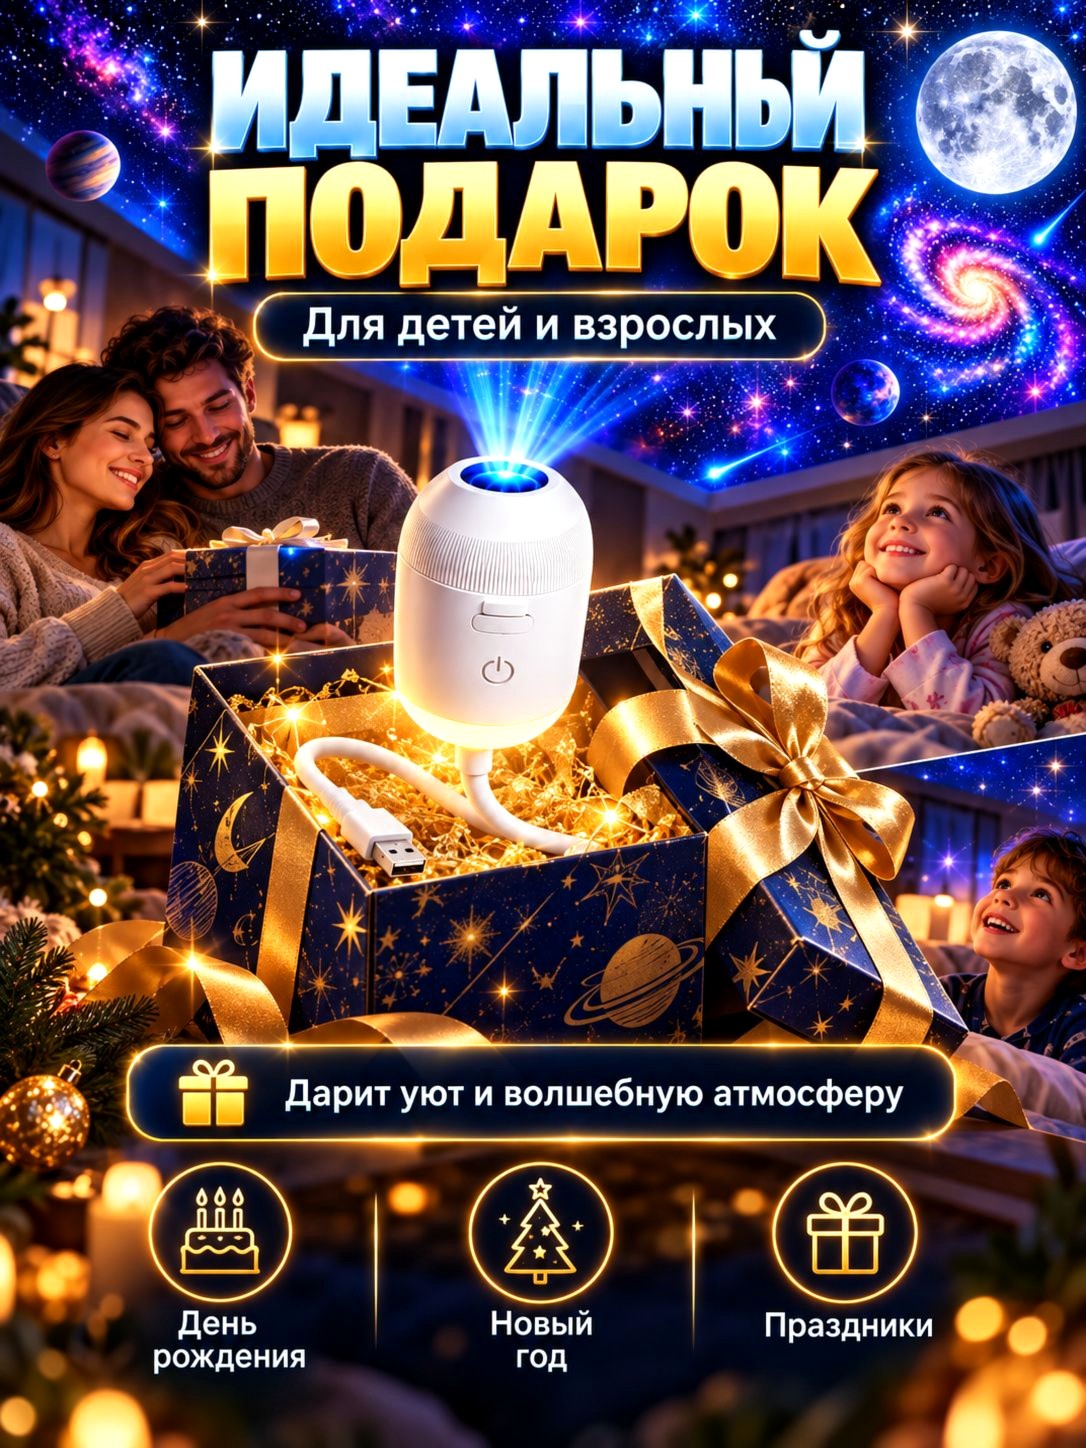 ИДЕАЛЬНЫЙ
ПОДАРОК
Для детей и взрослых
Дарит уют и волшебную атмосферу
День
рождения
Новый
год
Праздники